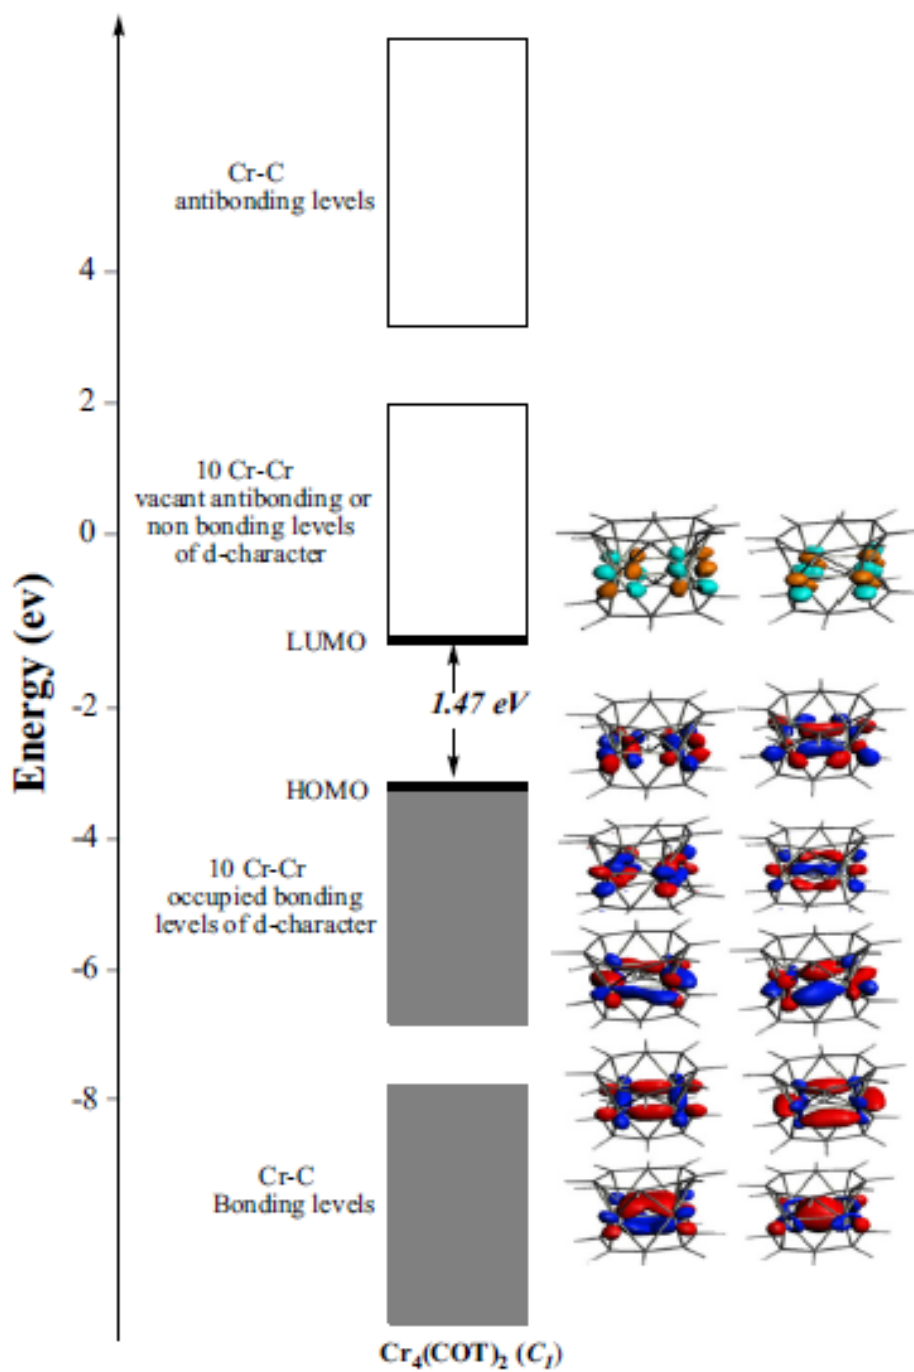 Cr-C
antibonding levels
4
2
10 Cr-Cr
vacant antibonding or
non bonding levels
of d-character
0
Energy (ev)
LUMO
-2
1.47 eV
HOMO
-4
10 Cr-Cr
occupied bonding
levels of d-character
-6
-8
Cr-C
Bonding levels
Cr₄(COT)₂ (C₁)